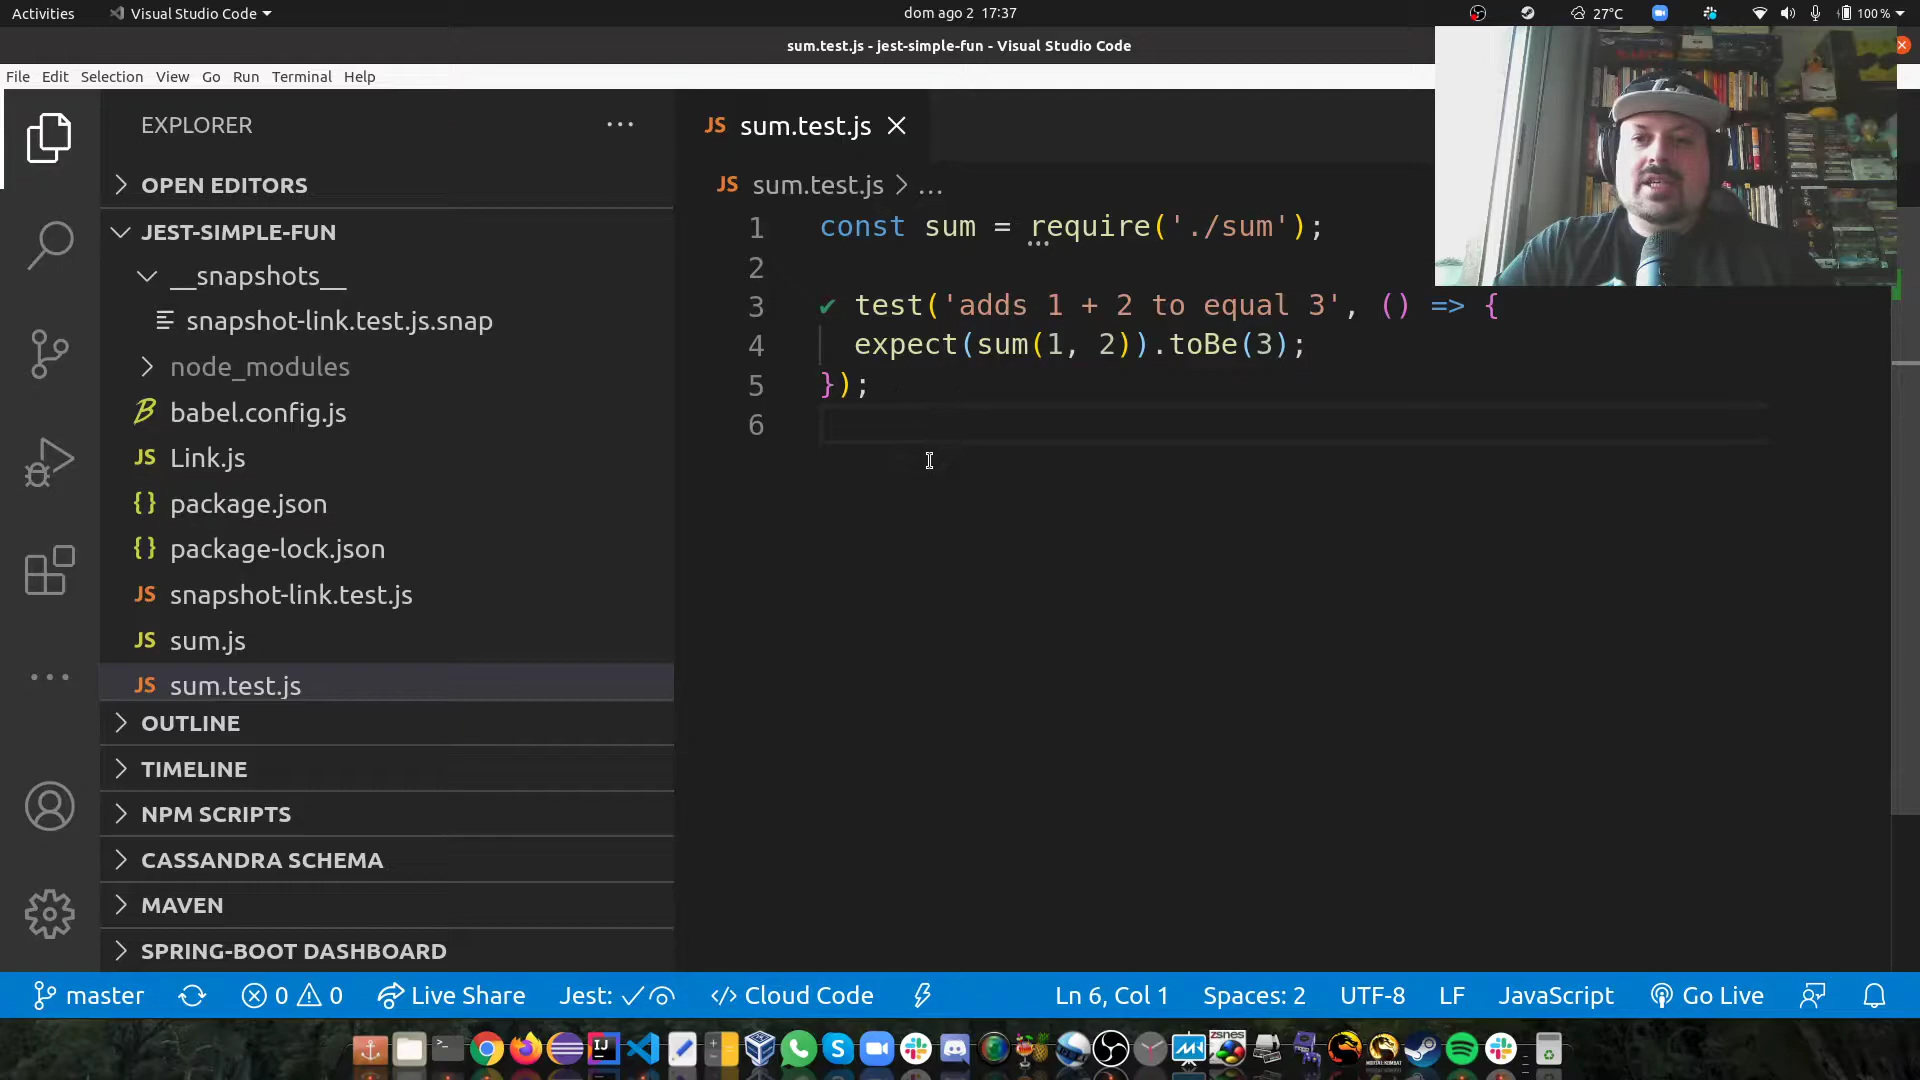 Activities
Visual Studio Code
dom ago 2 17:37
27°C
100 %
sum.test.js - jest-simple-fun - Visual Studio Code
File Edit Selection View Go Run Terminal Help
EXPLORER
OPEN EDITORS
JEST-SIMPLE-FUN
__snapshots__
snapshot-link.test.js.snap
node_modules
babel.config.js
JS Link.js
{} package.json
{} package-lock.json
JS snapshot-link.test.js
JS sum.js
JS sum.test.js
OUTLINE
TIMELINE
NPM SCRIPTS
CASSANDRA SCHEMA
MAVEN
SPRING-BOOT DASHBOARD
JS sum.test.js
JS sum.test.js > ...
1 const sum = require('./sum');
2
3 ✔ test('adds 1 + 2 to equal 3', () => {
4 expect(sum(1, 2)).toBe(3);
5 });
6
master
0 0
Live Share
Jest: ✓
Cloud Code
Ln 6, Col 1
Spaces: 2
UTF-8
LF
JavaScript
Go Live